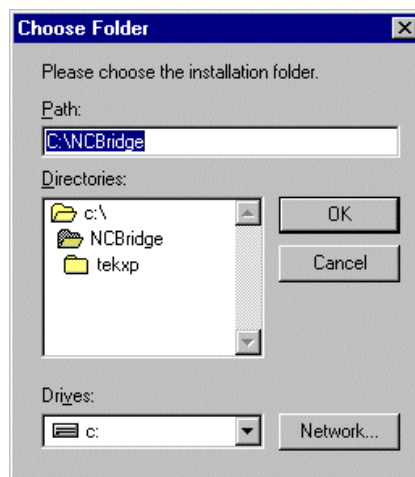 Choose Folder
Please choose the installation folder.
Path:
C:\NCBridge
Directories:
c:\
NCBridge
tekxp
OK
Cancel
Drives:
c:
Network...